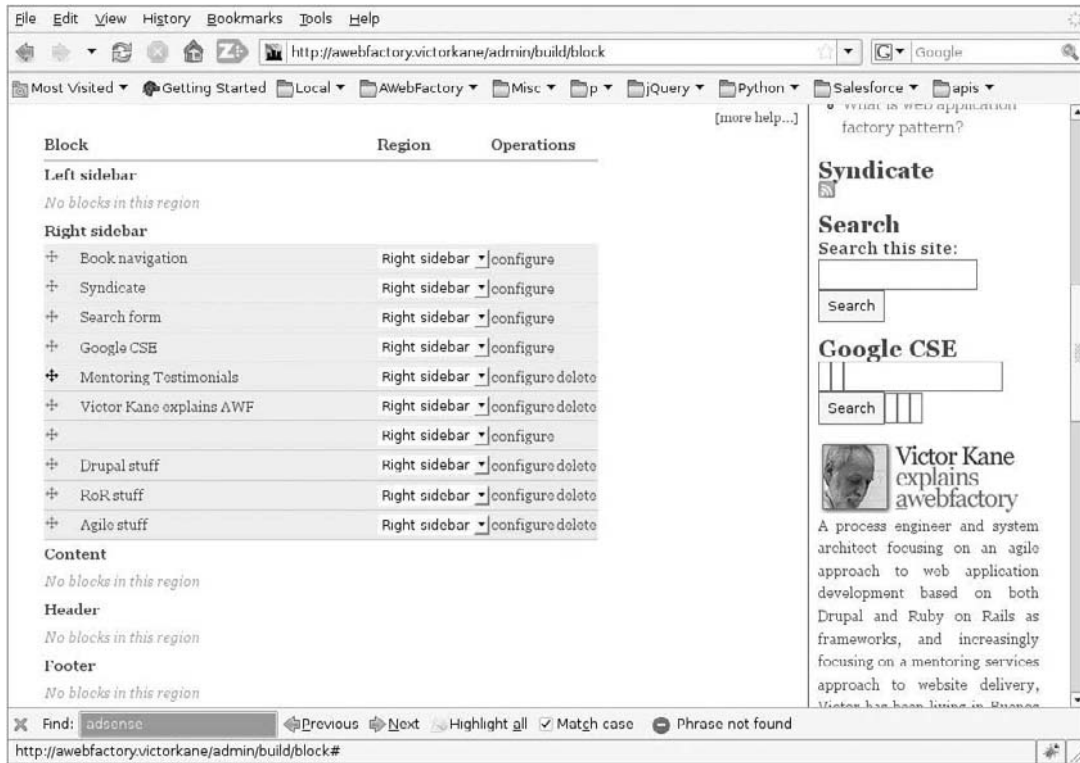 File Edit View History Bookmarks Tools Help
http://awebfactory.victorkane/admin/build/block
G Google
Most Visited Getting Started Local AWebFactory Misc p jQuery Python Salesforce apis
[more help...]
Block Region Operations
Left sidebar
No blocks in this region
Right sidebar
Book navigation Right sidebar configure
Syndicate Right sidebar configure
Search form Right sidebar configure
Google CSE Right sidebar configure
Mentoring Testimonials Right sidebar configure delete
Victor Kane explains AWF Right sidebar configure delete
Right sidebar configure
Drupal stuff Right sidebar configure delete
RoR stuff Right sidebar configure delete
Agile stuff Right sidebar configure delete
Content
No blocks in this region
Header
No blocks in this region
Footer
No blocks in this region
What is web application
factory pattern?
Syndicate
Search
Search this site:
Search
Google CSE
Search
Victor Kane
explains
awebfactory
A process engineer and system
architect focusing on an agile
approach to web application
development based on both
Drupal and Ruby on Rails as
frameworks, and increasingly
focusing on a mentoring services
approach to website delivery,
Victor has been living in Buenos
Find: adsense Previous Next Highlight all Match case Phrase not found
http://awebfactory.victorkane/admin/build/block#